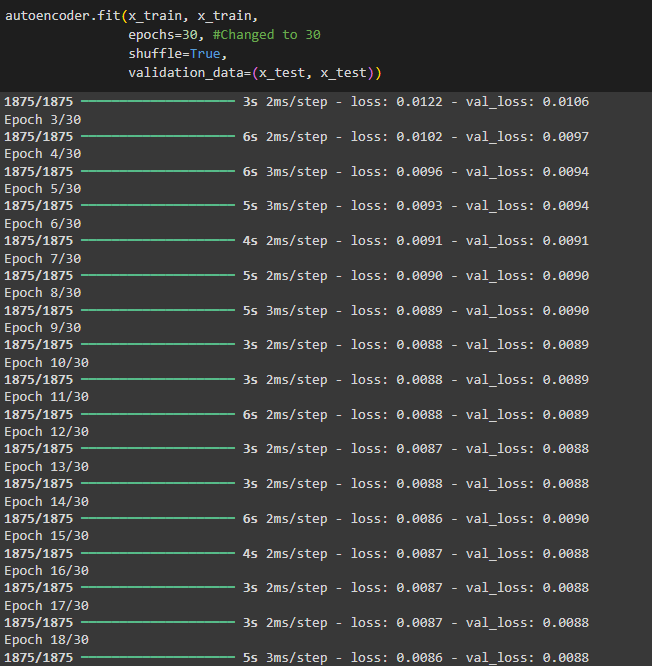 autoencoder.fit(x_train, x_train,
                epochs=30, #Changed to 30
                shuffle=True,
                validation_data=(x_test, x_test))
1875/1875 ━━━━━━━━━━━━━━━━━━━━ 3s 2ms/step - loss: 0.0122 - val_loss: 0.0106
Epoch 3/30
1875/1875 ━━━━━━━━━━━━━━━━━━━━ 6s 2ms/step - loss: 0.0102 - val_loss: 0.0097
Epoch 4/30
1875/1875 ━━━━━━━━━━━━━━━━━━━━ 6s 3ms/step - loss: 0.0096 - val_loss: 0.0094
Epoch 5/30
1875/1875 ━━━━━━━━━━━━━━━━━━━━ 5s 3ms/step - loss: 0.0093 - val_loss: 0.0094
Epoch 6/30
1875/1875 ━━━━━━━━━━━━━━━━━━━━ 4s 2ms/step - loss: 0.0091 - val_loss: 0.0091
Epoch 7/30
1875/1875 ━━━━━━━━━━━━━━━━━━━━ 5s 2ms/step - loss: 0.0090 - val_loss: 0.0090
Epoch 8/30
1875/1875 ━━━━━━━━━━━━━━━━━━━━ 5s 3ms/step - loss: 0.0089 - val_loss: 0.0090
Epoch 9/30
1875/1875 ━━━━━━━━━━━━━━━━━━━━ 3s 2ms/step - loss: 0.0088 - val_loss: 0.0089
Epoch 10/30
1875/1875 ━━━━━━━━━━━━━━━━━━━━ 3s 2ms/step - loss: 0.0088 - val_loss: 0.0089
Epoch 11/30
1875/1875 ━━━━━━━━━━━━━━━━━━━━ 6s 2ms/step - loss: 0.0088 - val_loss: 0.0089
Epoch 12/30
1875/1875 ━━━━━━━━━━━━━━━━━━━━ 3s 2ms/step - loss: 0.0087 - val_loss: 0.0088
Epoch 13/30
1875/1875 ━━━━━━━━━━━━━━━━━━━━ 3s 2ms/step - loss: 0.0088 - val_loss: 0.0088
Epoch 14/30
1875/1875 ━━━━━━━━━━━━━━━━━━━━ 6s 2ms/step - loss: 0.0086 - val_loss: 0.0090
Epoch 15/30
1875/1875 ━━━━━━━━━━━━━━━━━━━━ 4s 2ms/step - loss: 0.0087 - val_loss: 0.0088
Epoch 16/30
1875/1875 ━━━━━━━━━━━━━━━━━━━━ 3s 2ms/step - loss: 0.0087 - val_loss: 0.0088
Epoch 17/30
1875/1875 ━━━━━━━━━━━━━━━━━━━━ 3s 2ms/step - loss: 0.0087 - val_loss: 0.0088
Epoch 18/30
1875/1875 ━━━━━━━━━━━━━━━━━━━━ 5s 3ms/step - loss: 0.0086 - val_loss: 0.0088